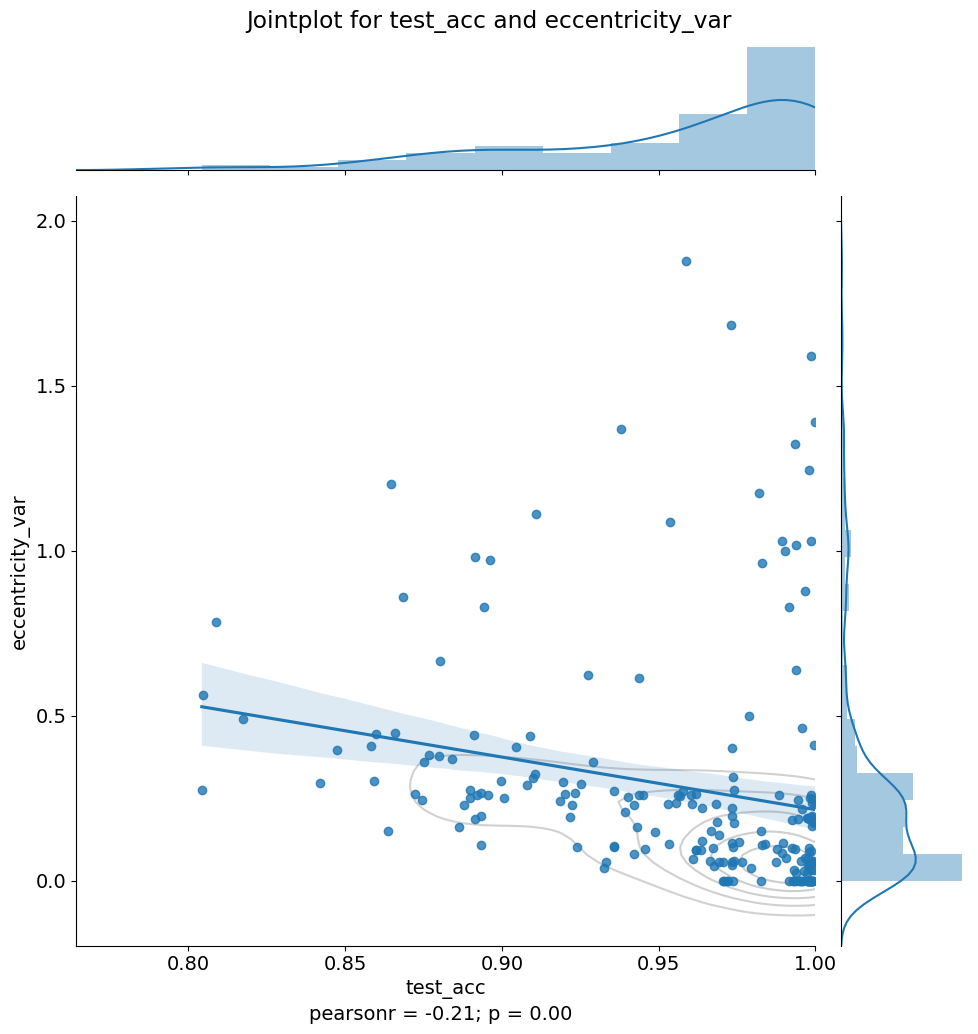 Jointplot for test_acc and eccentricity_var
2.0
1.5
1.0
0.5
0.0
eccentricity_var
0.80 0.85 0.90 0.95 1.00
test_acc
pearsonr = -0.21; p = 0.00